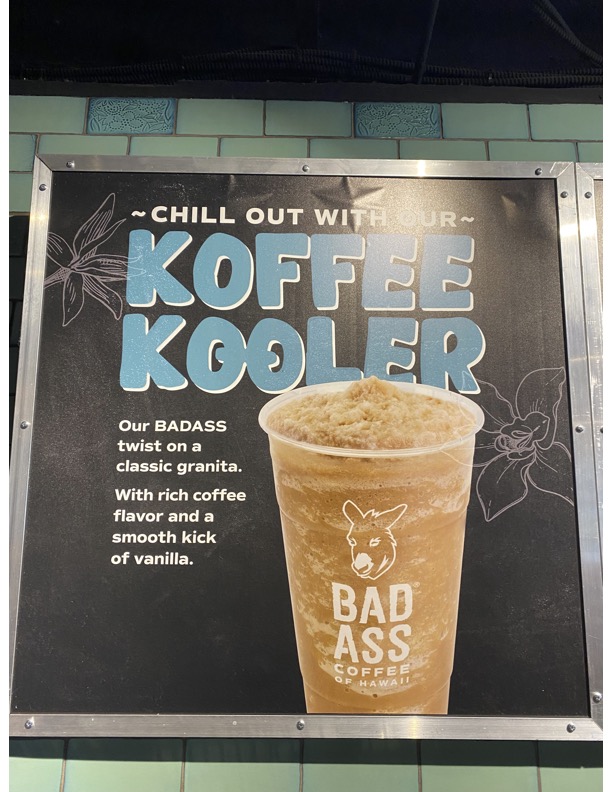 ~CHILL OUT WITH OUR~
KOFFEE
KOOLER
Our BADASS
twist on a
classic granita.
With rich coffee
flavor and a
smooth kick
of vanilla.
BAD
ASS
COFFEE
OF HAWAII